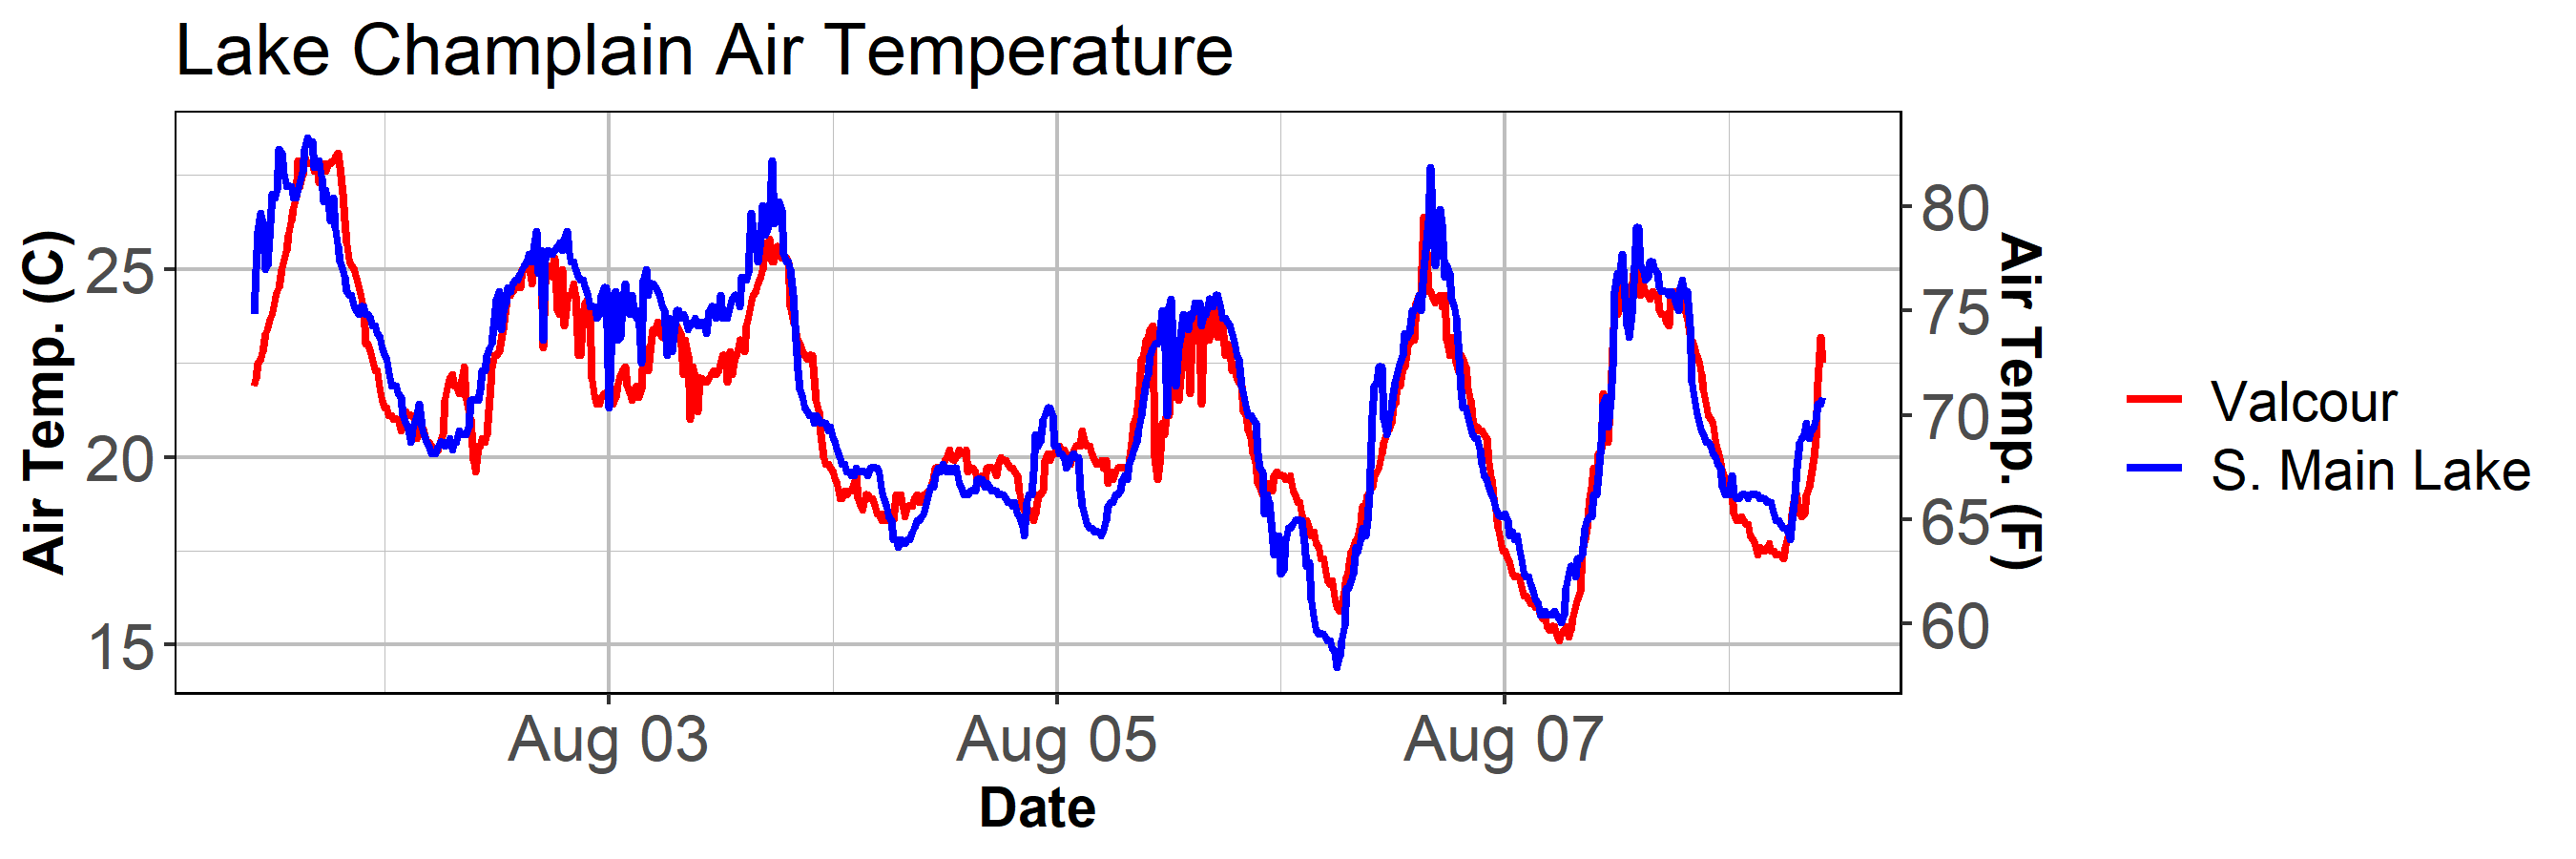 Lake Champlain Air Temperature
Air Temp. (C)
25
20
15
80
75
70
65
60
Air Temp. (F)
Valcour
S. Main Lake
Aug 03
Aug 05
Aug 07
Date